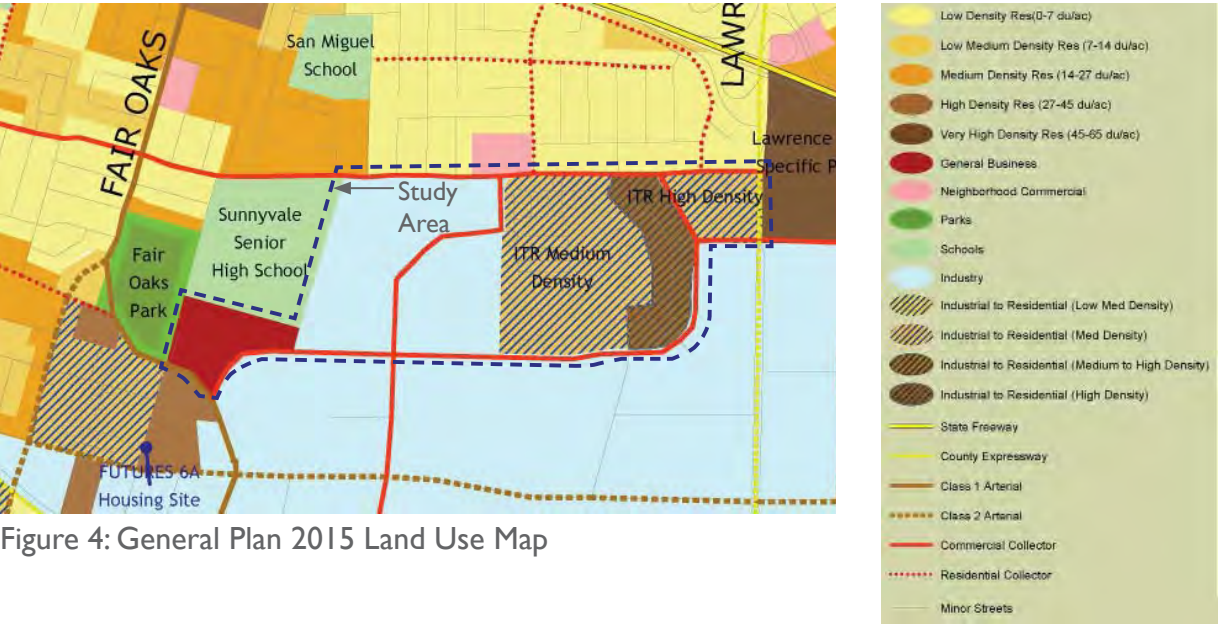 FAIR OAKS
San Miguel
School
LAWR
Lawrence
Specific P
Study
Area
ITR High Density
Sunnyvale
Senior
High School
Fair
Oaks
Park
ITR Medium
Density
FUTURES 6A
Housing Site
Figure 4: General Plan 2015 Land Use Map
Low Density Res(0-7 du/ac)
Low Medium Density Res (7-14 du/ac)
Medium Density Res (14-27 du/ac)
High Density Res (27-45 du/ac)
Very High Density Res (45-65 du/ac)
General Business
Neighborhood Commercial
Parks
Schools
Industry
Industrial to Residential (Low Med Density)
Industrial to Residential (Med Density)
Industrial to Residential (Medium to High Density)
Industrial to Residential (High Density)
State Freeway
County Expressway
Class 1 Arterial
Class 2 Arterial
Commercial Collector
Residential Collector
Minor Streets